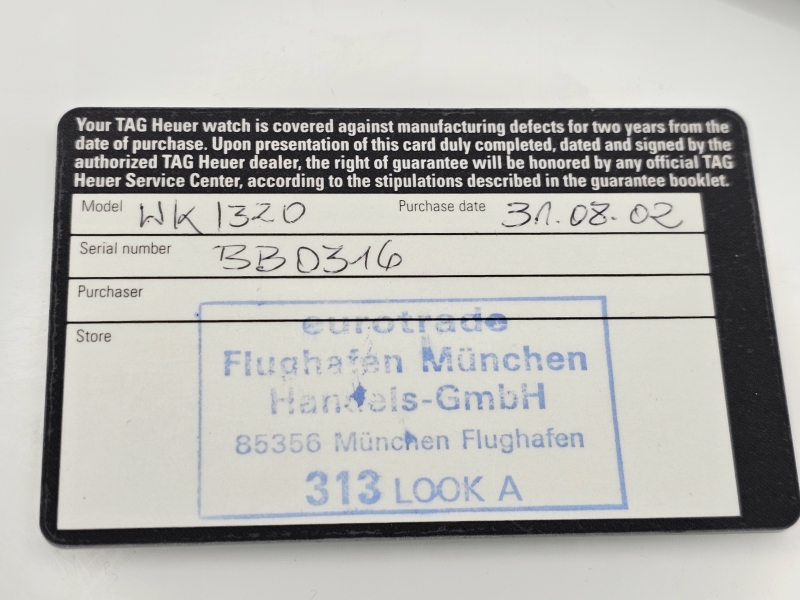 Your TAG Heuer watch is covered against manufacturing defects for two years from the
date of purchase. Upon presentation of this card duly completed, dated and signed by the
authorized TAG Heuer dealer, the right of guarantee will be honored by any official TAG
Heuer Service Center, according to the stipulations described in the guarantee booklet.
Model WK1320 Purchase date 31.08.02
Serial number BB0316
Purchaser
Store
eurotrade
Flughafen München
Handels-GmbH
85356 München Flughafen
313 LOOK A